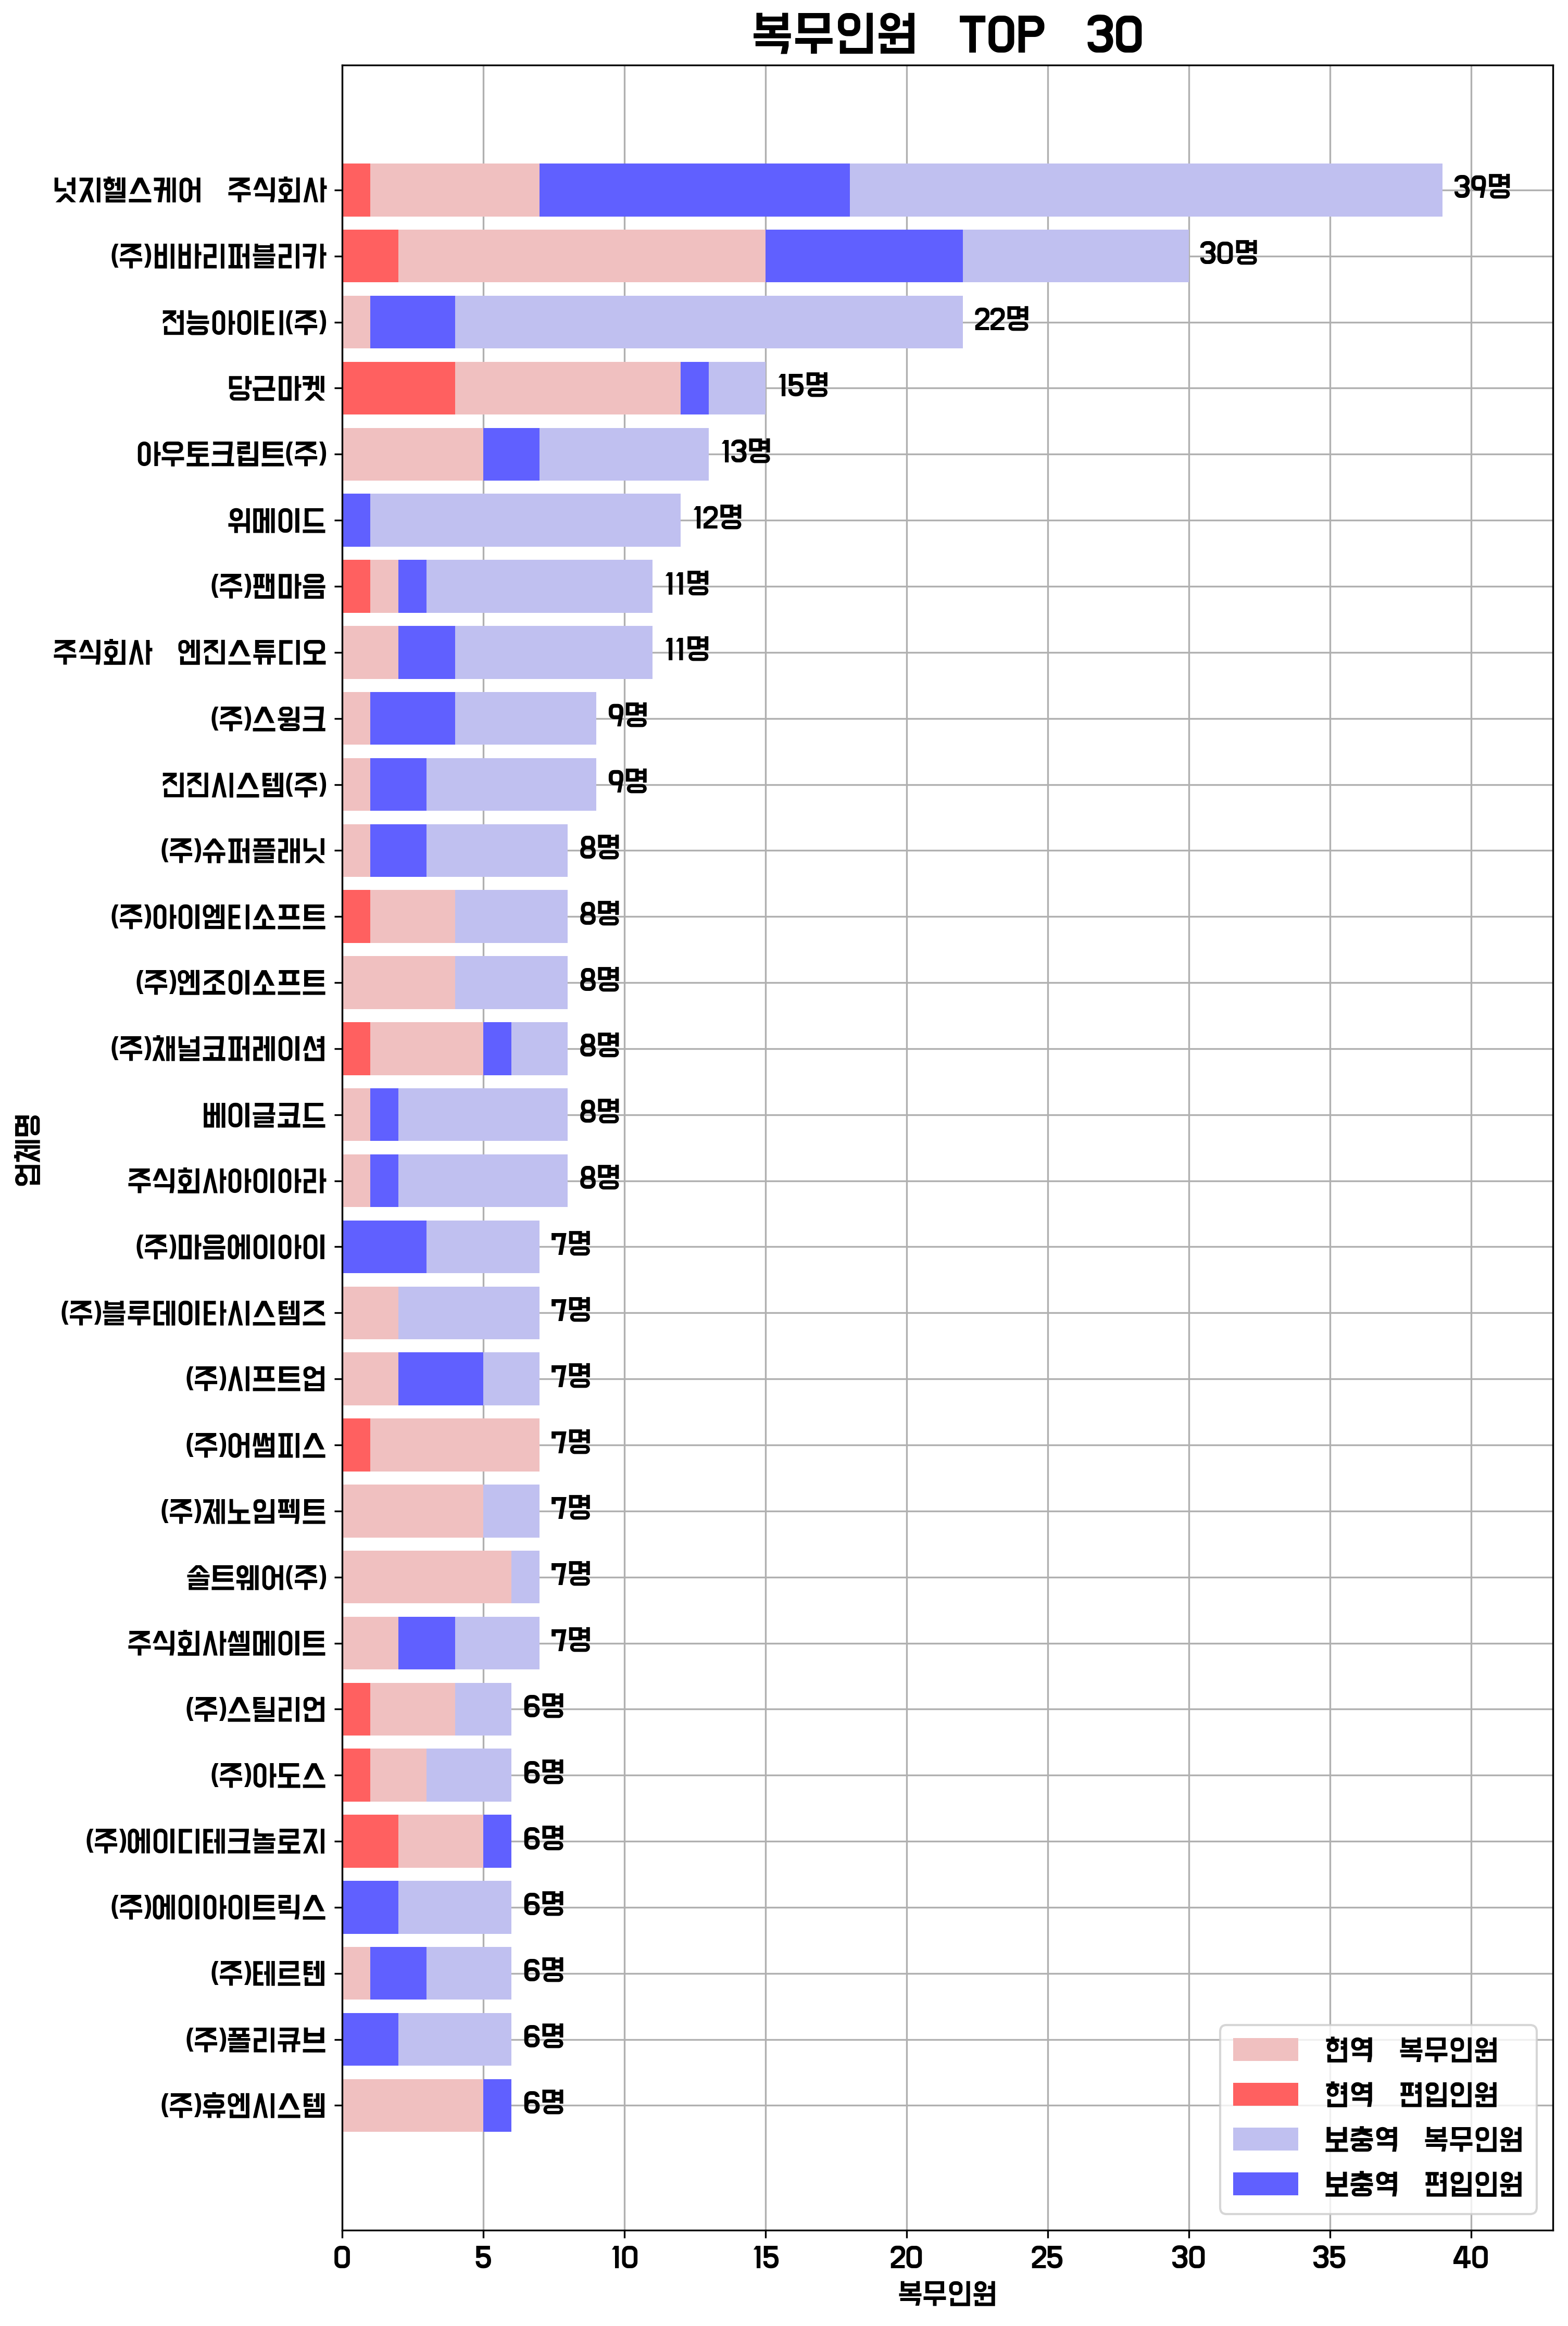 복무인원 TOP 30
넛지헬스케어 주식회사
39명
(주)비바리퍼블리카
30명
전능아이티(주)
22명
당근마켓
15명
아우토크립트(주)
13명
위메이드
12명
(주)팬마음
11명
주식회사 엔진스튜디오
11명
(주)스윙크
9명
진진시스템(주)
9명
(주)슈퍼플래닛
8명
(주)아이엠티소프트
8명
(주)엔조이소프트
8명
(주)채널코퍼레이션
8명
베이글코드
8명
주식회사아이아라
8명
(주)마음에이아이
7명
(주)블루데이타시스템즈
7명
(주)시프트업
7명
(주)어썸피스
7명
(주)제노임펙트
7명
솔트웨어(주)
7명
주식회사셀메이트
7명
(주)스틸리언
6명
(주)아도스
6명
(주)에이디테크놀로지
6명
(주)에이아이트릭스
6명
(주)테르텐
6명
(주)폴리큐브
6명
(주)휴엔시스템
6명
업체명
현역 복무인원
현역 편입인원
보충역 복무인원
보충역 편입인원
0 5 10 15 20 25 30 35 40
복무인원